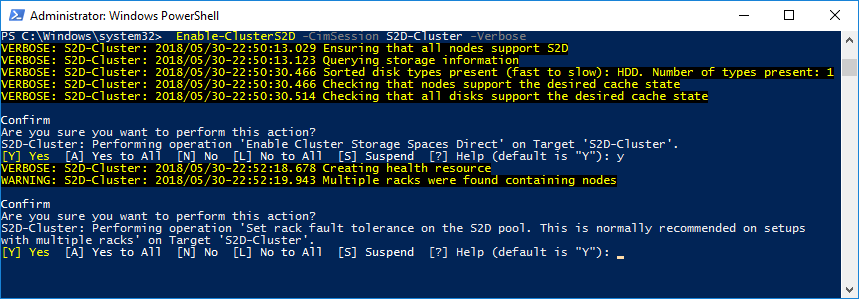 Administrator: Windows PowerShell
PS C:\Windows\system32>  Enable-ClusterS2D -CimSession S2D-Cluster -Verbose
VERBOSE: S2D-Cluster: 2018/05/30-22:50:13.029 Ensuring that all nodes support S2D
VERBOSE: S2D-Cluster: 2018/05/30-22:50:13.123 Querying storage information
VERBOSE: S2D-Cluster: 2018/05/30-22:50:30.466 Sorted disk types present (fast to slow): HDD. Number of types present: 1
VERBOSE: S2D-Cluster: 2018/05/30-22:50:30.466 Checking that nodes support the desired cache state
VERBOSE: S2D-Cluster: 2018/05/30-22:50:30.514 Checking that all disks support the desired cache state
Confirm
Are you sure you want to perform this action?
S2D-Cluster: Performing operation 'Enable Cluster Storage Spaces Direct' on Target 'S2D-Cluster'.
[Y] Yes  [A] Yes to All  [N] No  [L] No to All  [S] Suspend  [?] Help (default is "Y"): y
VERBOSE: S2D-Cluster: 2018/05/30-22:52:18.678 Creating health resource
WARNING: S2D-Cluster: 2018/05/30-22:52:19.943 Multiple racks were found containing nodes
Confirm
Are you sure you want to perform this action?
S2D-Cluster: Performing operation 'Set rack fault tolerance on the S2D pool. This is normally recommended on setups
with multiple racks' on Target 'S2D-Cluster'.
[Y] Yes  [A] Yes to All  [N] No  [L] No to All  [S] Suspend  [?] Help (default is "Y"): _